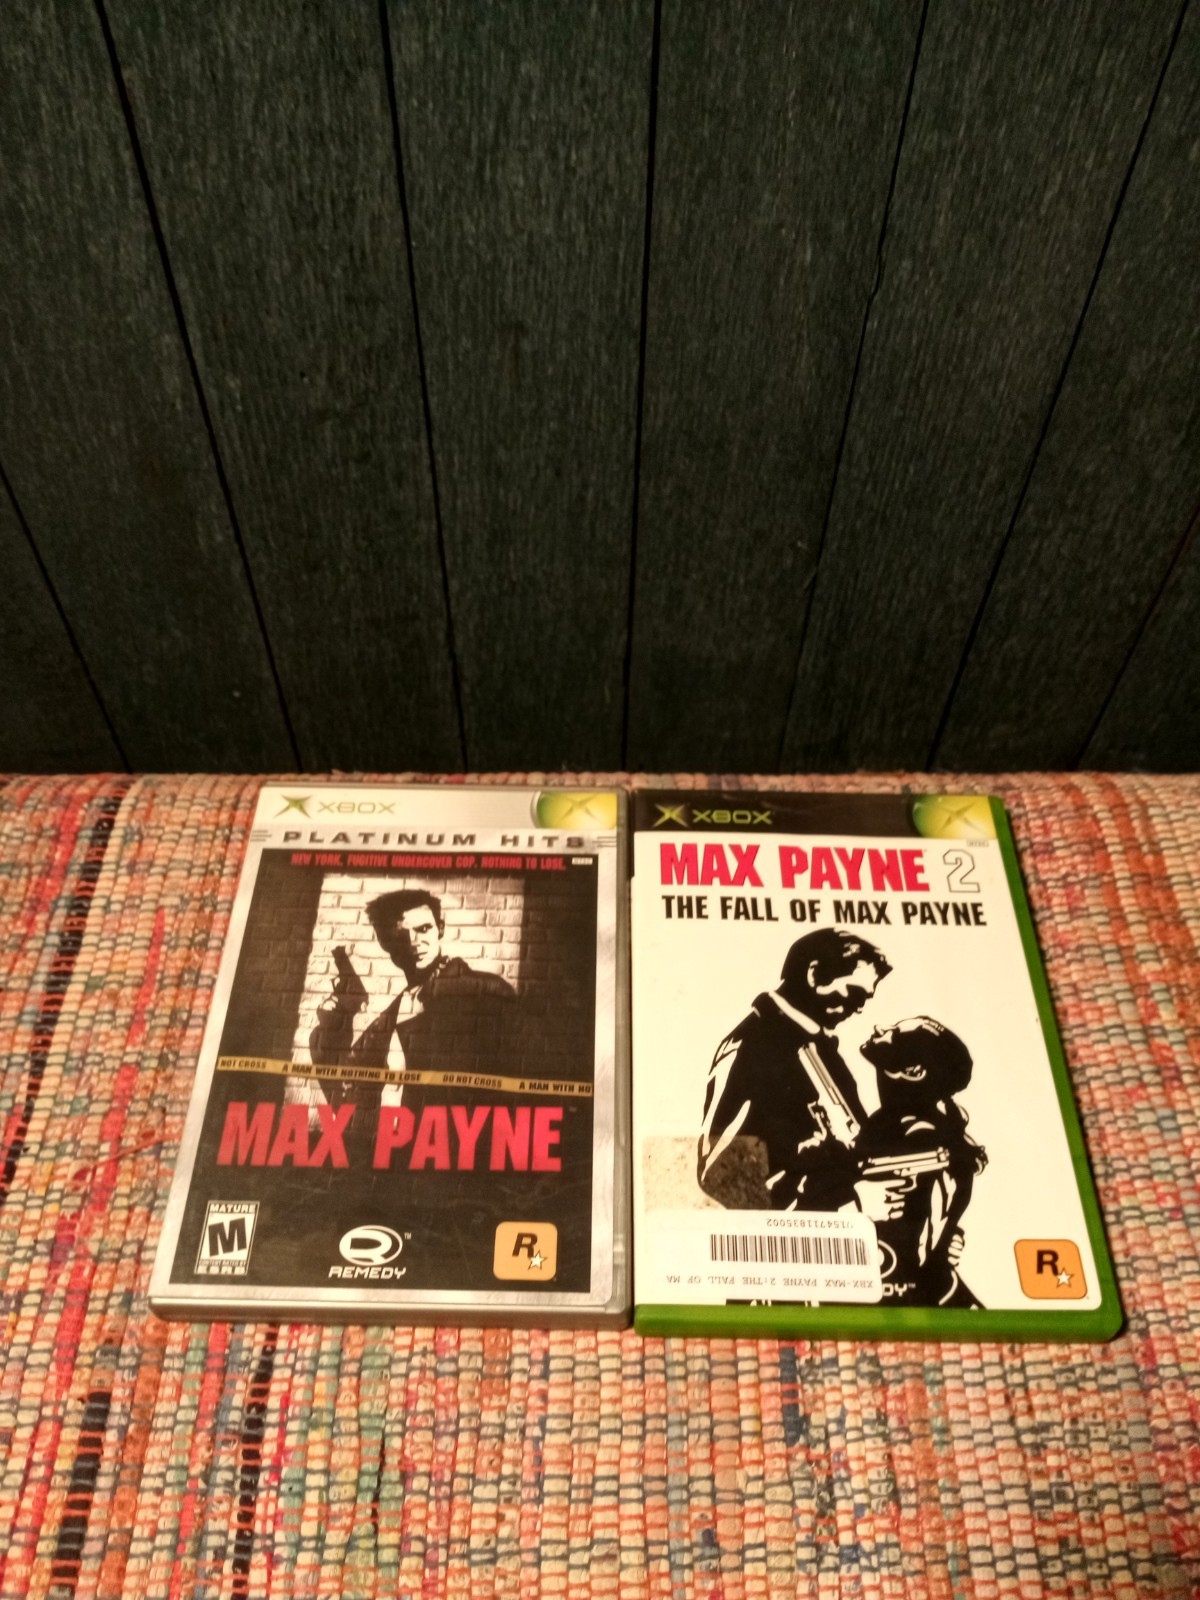 XBOX
PLATINUM HITS
NEW YORK. FUGITIVE UNDERCOVER COP. NOTHING TO LOSE.
NOT CROSS A MAN WITH NOTHING TO LOSE DO NOT CROSS A MAN WITH NO
MAX PAYNE
MATURE
M
ESRB
REMEDY™
R
XBOX
MAX PAYNE 2
THE FALL OF MAX PAYNE
XBX-MAX PAYNE 2:THE FALL OF MA
DY™
R